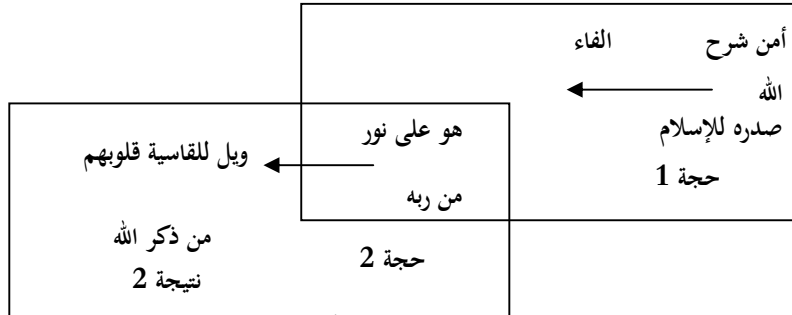 أمن شرح الفاء
الله
صدره للإسلام
حجة 1
هو على نور
من ربه
حجة 2
ويل للقاسية قلوبهم
من ذكر الله
نتيجة 2